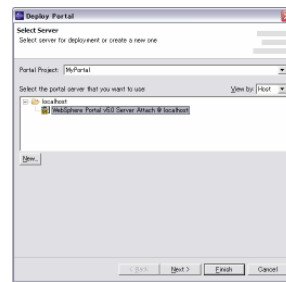 Deploy Portal
Select Server
Select server for deployment or create a new one
Portal Project: MyPortal
Select the portal server that you want to use
View by: Host
localhost
WebSphere Portal v5.0 Server Attach @ localhost
New...
< Back
Next >
Finish
Cancel